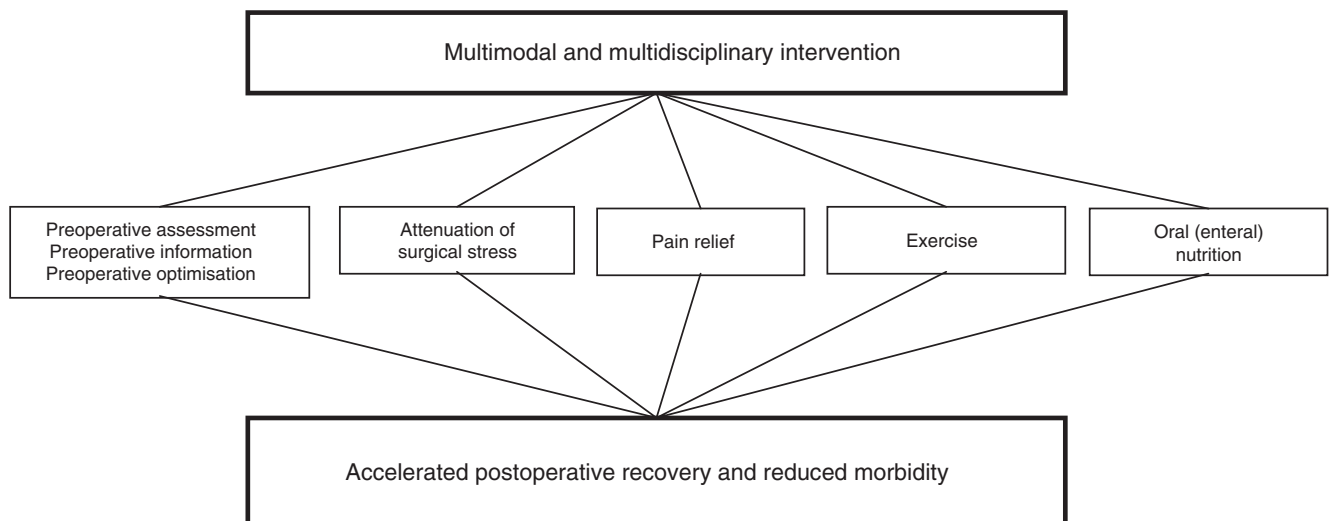 Multimodal and multidisciplinary intervention
Preoperative assessment
Preoperative information
Preoperative optimisation
Attenuation of
surgical stress
Pain relief
Exercise
Oral (enteral)
nutrition
Accelerated postoperative recovery and reduced morbidity